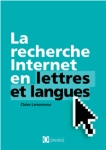 La
recherche
Internet
en lettres
et langues